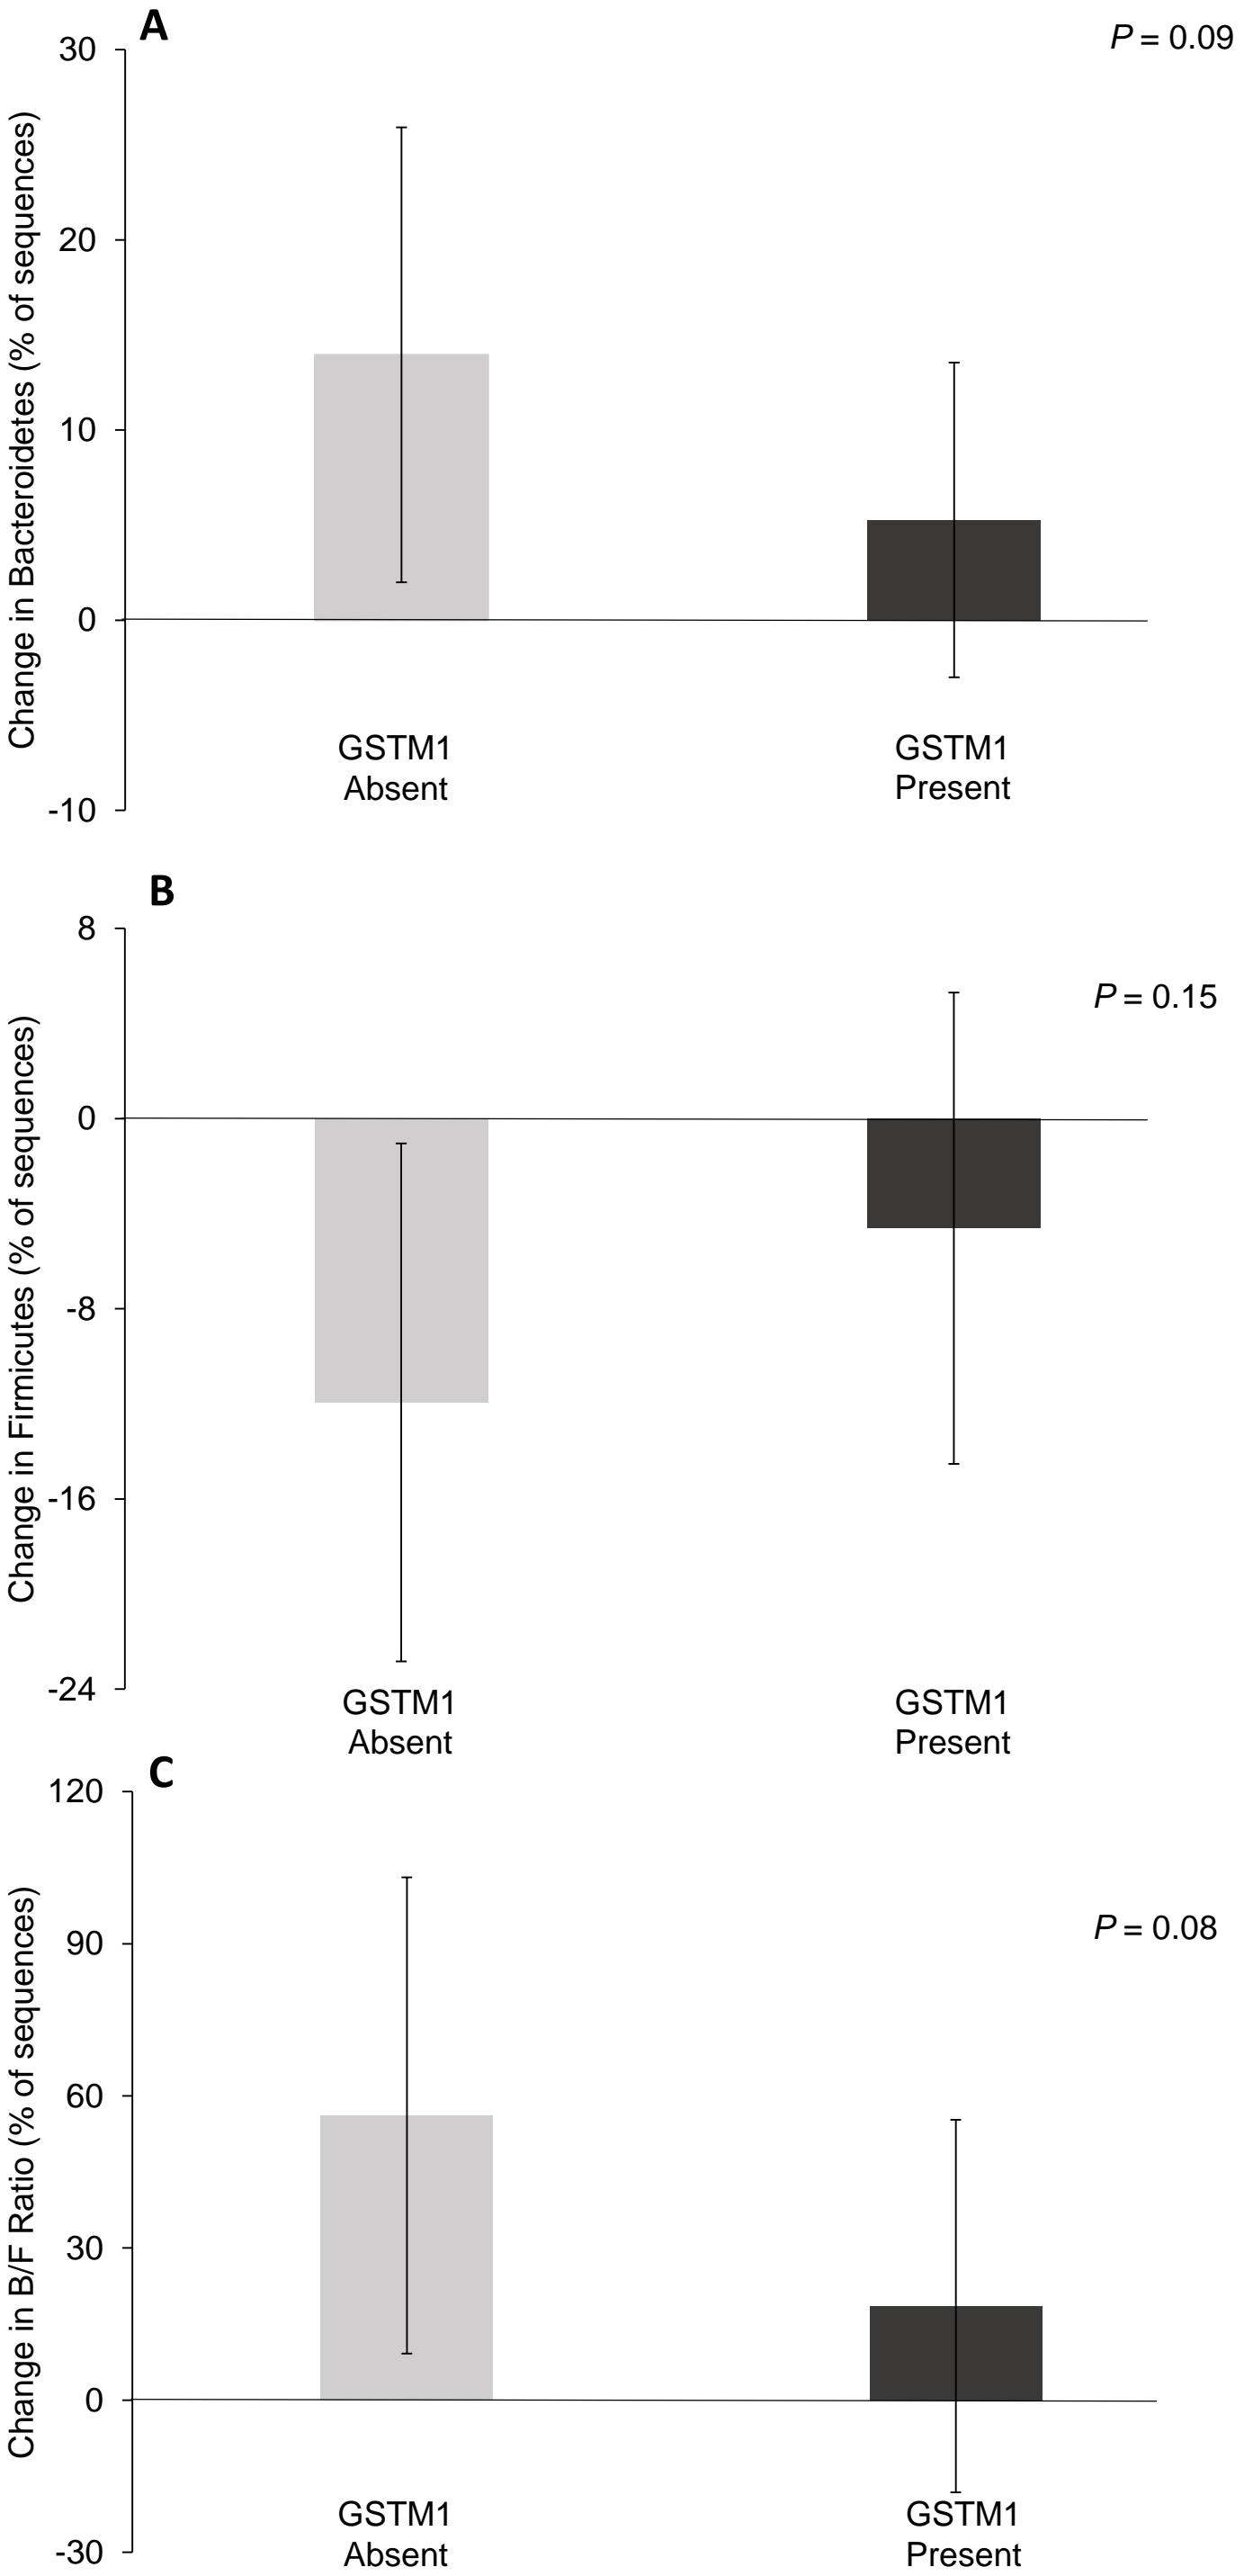 A
P = 0.09
30
20
10
0
-10
Change in Bacteroidetes (% of sequences)
GSTM1
Absent
GSTM1
Present
B
P = 0.15
8
0
-8
-16
-24
Change in Firmicutes (% of sequences)
GSTM1
Absent
GSTM1
Present
C
P = 0.08
120
90
60
30
0
-30
Change in B/F Ratio (% of sequences)
GSTM1
Absent
GSTM1
Present